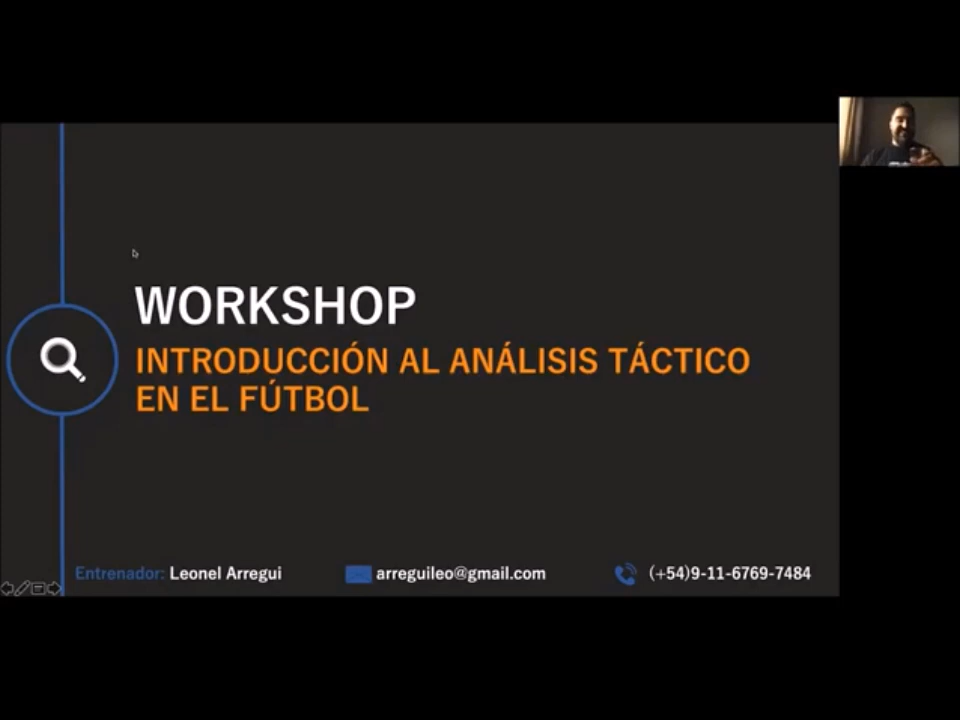 WORKSHOP
INTRODUCCIÓN AL ANÁLISIS TÁCTICO
EN EL FÚTBOL
Entrenador: Leonel Arregui
arreguileo@gmail.com
(+54)9-11-6769-7484